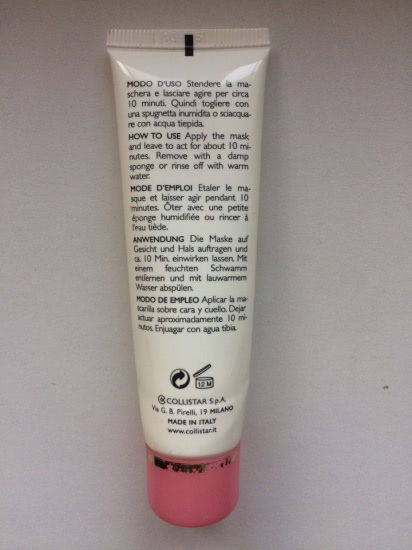 MODO D'USO Stendere la ma-
schera e lasciare agire per circa
10 minuti. Quindi togliere con
una spugnetta inumidita o sciacqua-
re con acqua tiepida.
HOW TO USE Apply the mask
and leave to act for about 10 mi-
nutes. Remove with a damp
sponge or rinse off with warm
water.
MODE D'EMPLOI Etaler le ma-
sque et laisser agir pendant 10
minutes. Ôter avec une petite
éponge humidifiée ou rincer à
l'eau tiède.
ANWENDUNG Die Maske auf
Gesicht und Hals auftragen und
ca. 10 Min. einwirken lassen. Mit
einem feuchten Schwamm
entfernen und mit lauwarmem
Wasser abspülen.
MODO DE EMPLEO Aplicar la ma-
scarilla sobre cara y cuello. Dejar
actuar aproximadamente 10 mi-
nutos. Enjuagar con agua tibia.
12 M
® COLLISTAR S.p.A.
Via G. B. Pirelli, 19 MILANO
MADE IN ITALY
www.collistar.it